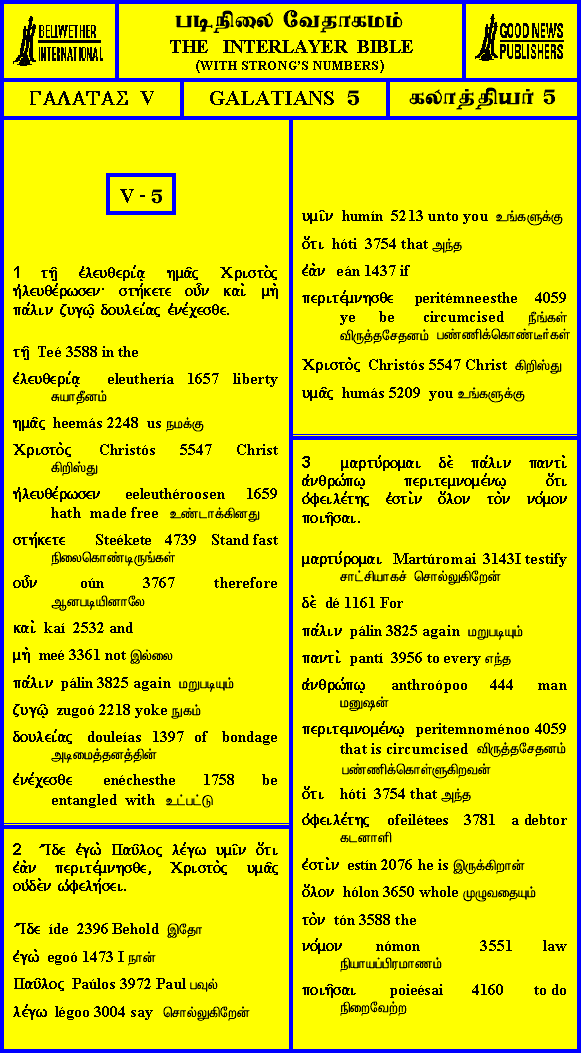 BELLWETHER
INTERNATIONAL
படிநிலை வேதாகமம்
THE INTERLAYER BIBLE
(WITH STRONG'S NUMBERS)
GOOD NEWS
PUBLISHERS
ΓΑΛΑΤΑΣ V
GALATIANS 5
கலாத்தியர் 5
V - 5
1 τῇ ἐλευθερίᾳ ημᾶς Χριστὸς
ἠλευθέρωσεν· στήκετε οὖν καὶ μὴ
πάλιν ζυγῷ δουλείας ἐνέχεσθε.
τῇ Teé 3588 in the
ἐλευθερίᾳ eleuthería 1657 liberty
சுயாதீனம்
ημᾶς heemás 2248 us நமக்கு
Χριστὸς Christós 5547 Christ
கிறிஸ்து
ἠλευθέρωσεν eeleuthéroosen 1659
hath made free உண்டாக்கினது
στήκετε Steékete 4739 Stand fast
நிலைகொண்டிருங்கள்
οὖν oún 3767 therefore
ஆனபடியினாலே
καὶ kaí 2532 and
μὴ meé 3361 not இல்லை
πάλιν pálin 3825 again மறுபடியும்
ζυγῷ zugoó 2218 yoke நுகம்
δουλείας douleías 1397 of bondage
அடிமைத்தனத்தின்
ἐνέχεσθε enéchesthe 1758 be
entangled with உட்பட்டு
2 Ἴδε ἐγὼ Παῦλος λέγω υμῖν ὅτι
ἐὰν περιτέμνησθε, Χριστὸς υμᾶς
οὐδὲν ὠφελήσει.
Ἴδε íde 2396 Behold இதோ
ἐγὼ egoó 1473 I நான்
Παῦλος Paúlos 3972 Paul பவுல்
λέγω légoo 3004 say சொல்லுகிறேன்
υμῖν humín 5213 unto you உங்களுக்கு
ὅτι hóti 3754 that அந்த
ἐὰν eán 1437 if
περιτέμνησθε peritémneesthe 4059
ye be circumcised நீங்கள்
விருத்தசேதனம் பண்ணிக்கொண்டீர்கள்
Χριστὸς Christós 5547 Christ கிறிஸ்து
υμᾶς humás 5209 you உங்களுக்கு
3 μαρτύρομαι δὲ πάλιν παντὶ
ἀνθρώπῳ περιτεμνομένῳ ὅτι
ὀφειλέτης ἐστὶν ὅλον τὸν νόμον
ποιῆσαι.
μαρτύρομαι Martúromai 3143I testify
சாட்சியாகச் சொல்லுகிறேன்
δὲ dé 1161 For
πάλιν pálin 3825 again மறுபடியும்
παντὶ pantí 3956 to every எந்த
ἀνθρώπῳ anthroópoo 444 man
மனுஷன்
περιτεμνομένῳ peritemnoménoo 4059
that is circumcised விருத்தசேதனம்
பண்ணிக்கொள்ளுகிறவன்
ὅτι hóti 3754 that அந்த
ὀφειλέτης ofeilétees 3781 a debtor
கடனாளி
ἐστὶν estín 2076 he is இருக்கிறான்
ὅλον hólon 3650 whole முழுவதையும்
τὸν tón 3588 the
νόμον nómon 3551 law
நியாயப்பிரமாணம்
ποιῆσαι poieésai 4160 to do
நிறைவேற்ற